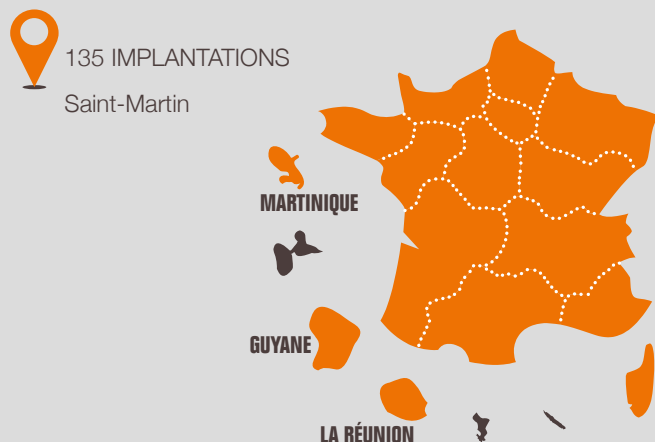 135 IMPLANTATIONS
Saint-Martin
MARTINIQUE
GUYANE
LA RÉUNION